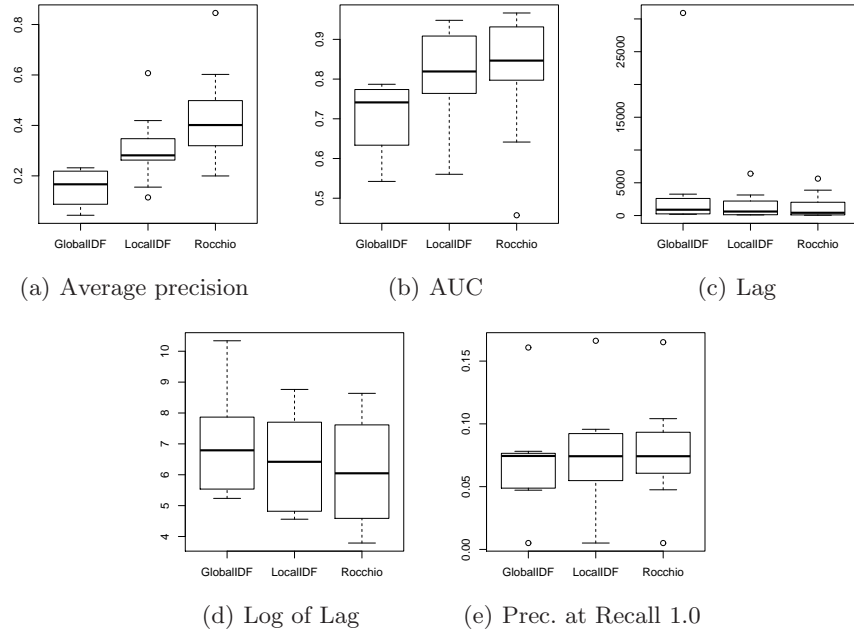 0.8
0.6
0.4
0.2
GlobalIDF LocalIDF Rocchio
(a) Average precision
0.9
0.8
0.7
0.6
0.5
GlobalIDF LocalIDF Rocchio
(b) AUC
25000
15000
5000
0
GlobalIDF LocalIDF Rocchio
(c) Lag
10
9
8
7
6
5
4
GlobalIDF LocalIDF Rocchio
(d) Log of Lag
0.15
0.10
0.05
0.00
GlobalIDF LocalIDF Rocchio
(e) Prec. at Recall 1.0